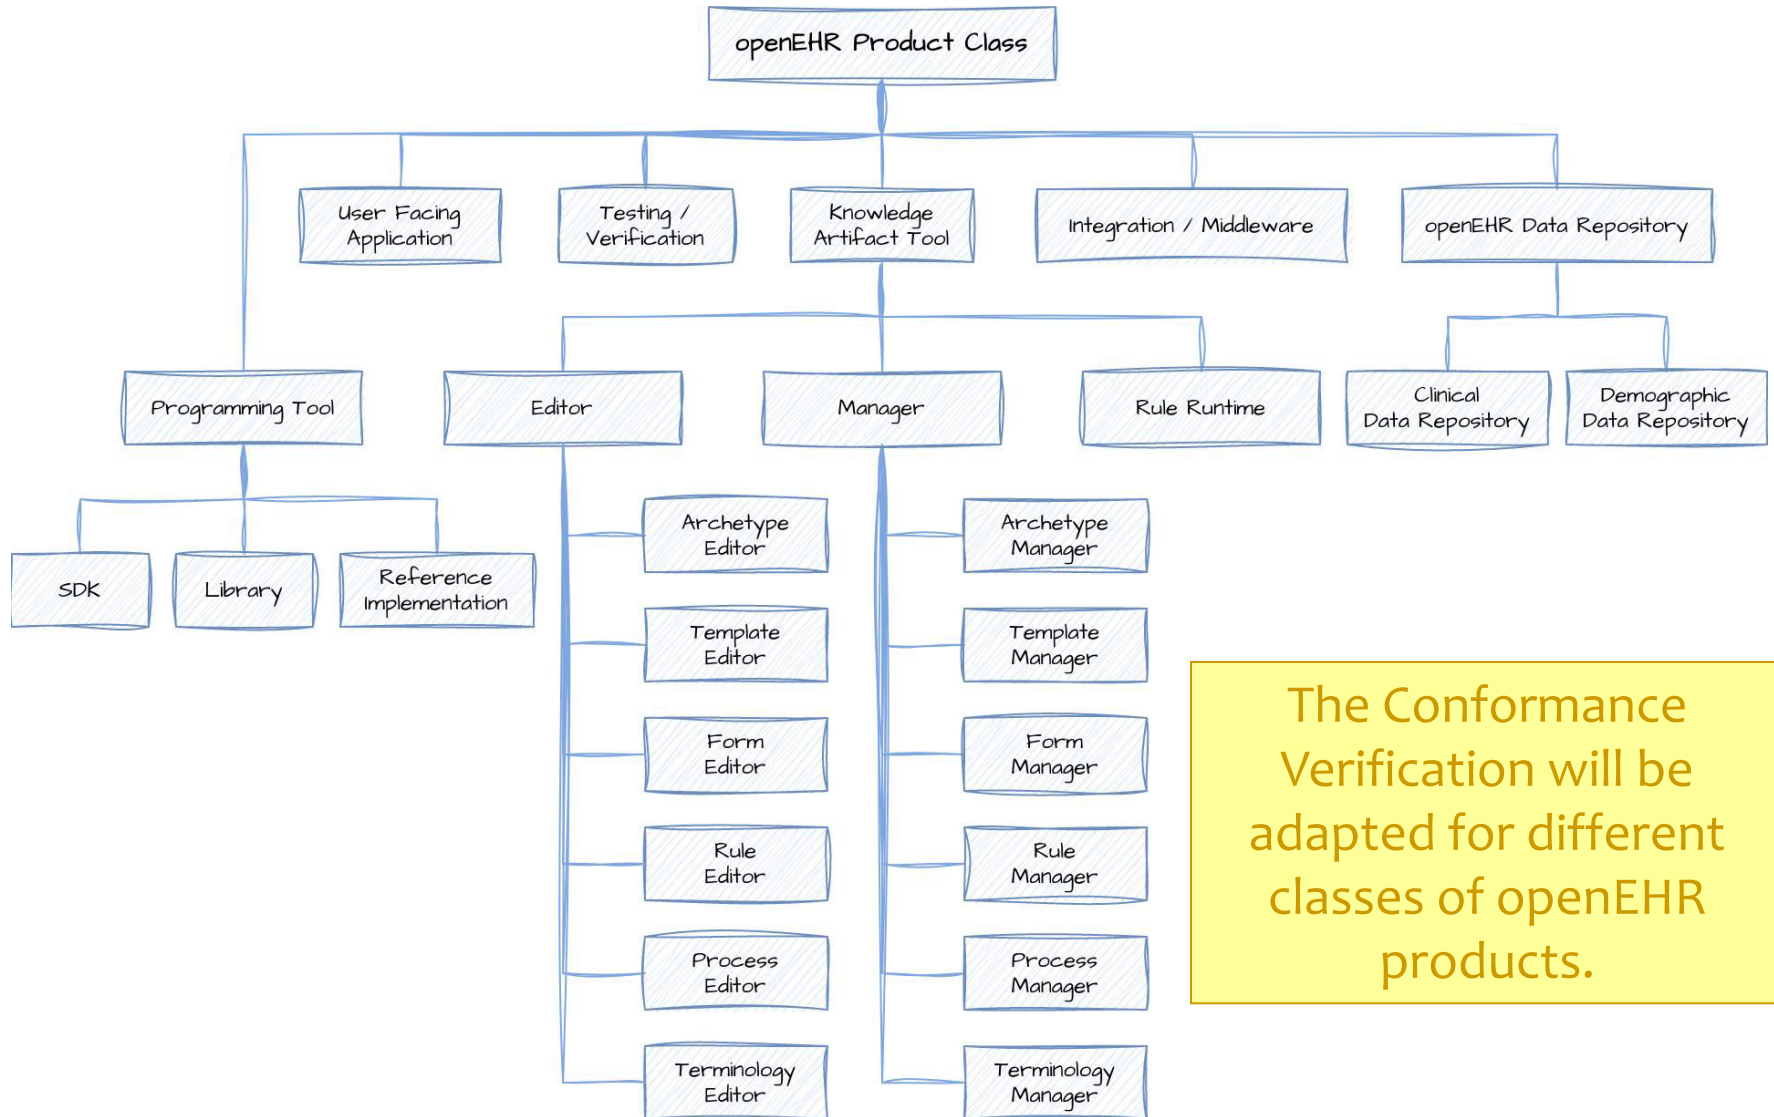 openEHR Product Class
User Facing
Application
Testing /
Verification
Knowledge
Artifact Tool
Integration / Middleware
openEHR Data Repository
Programming Tool
Editor
Manager
Rule Runtime
Clinical
Data Repository
Demographic
Data Repository
SDK
Library
Reference
Implementation
Archetype
Editor
Archetype
Manager
Template
Editor
Template
Manager
Form
Editor
Form
Manager
Rule
Editor
Rule
Manager
Process
Editor
Process
Manager
Terminology
Editor
Terminology
Manager
The Conformance
Verification will be
adapted for different
classes of openEHR
products.